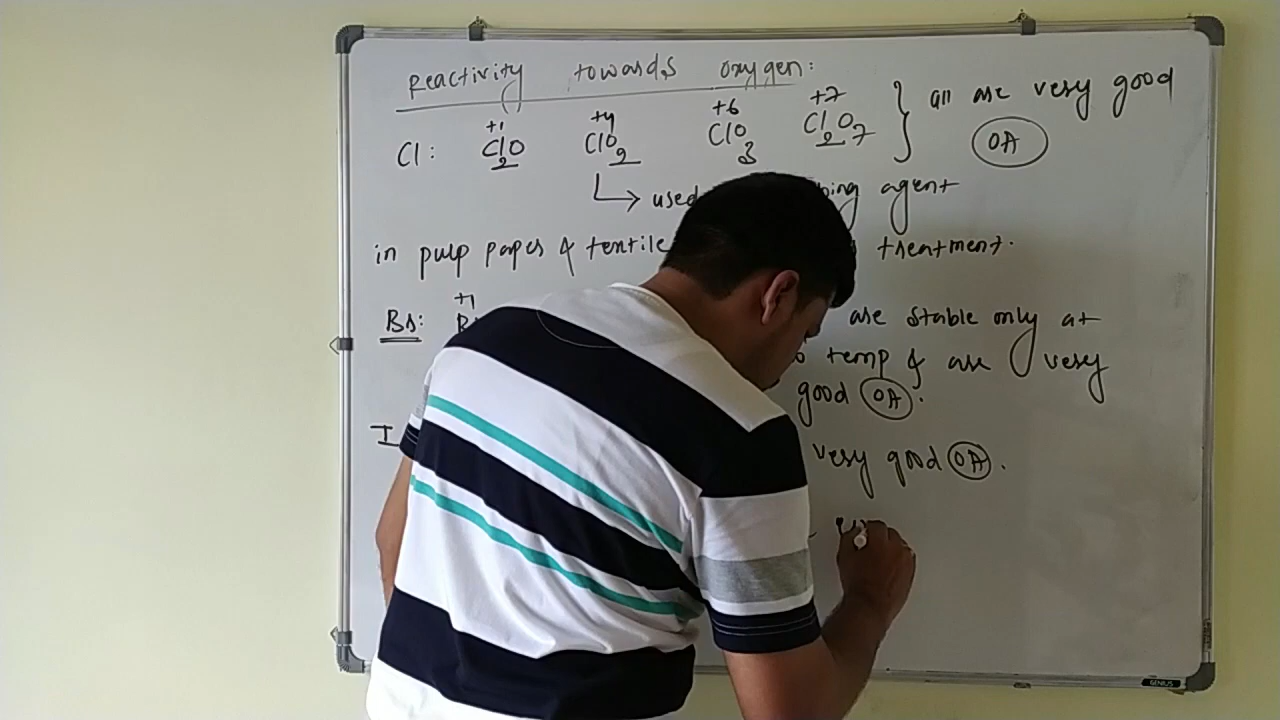 Reactivity towards oxygen:
+1 +4 +6 +7
Cl: Cl2O ClO2 ClO3 Cl2O7 } all are very good OA
↳ used agent
in pulp paper & textile treatment.
+1
Br: are stable only at
temp & are very
good OA.
I very good OA.
GENIUS